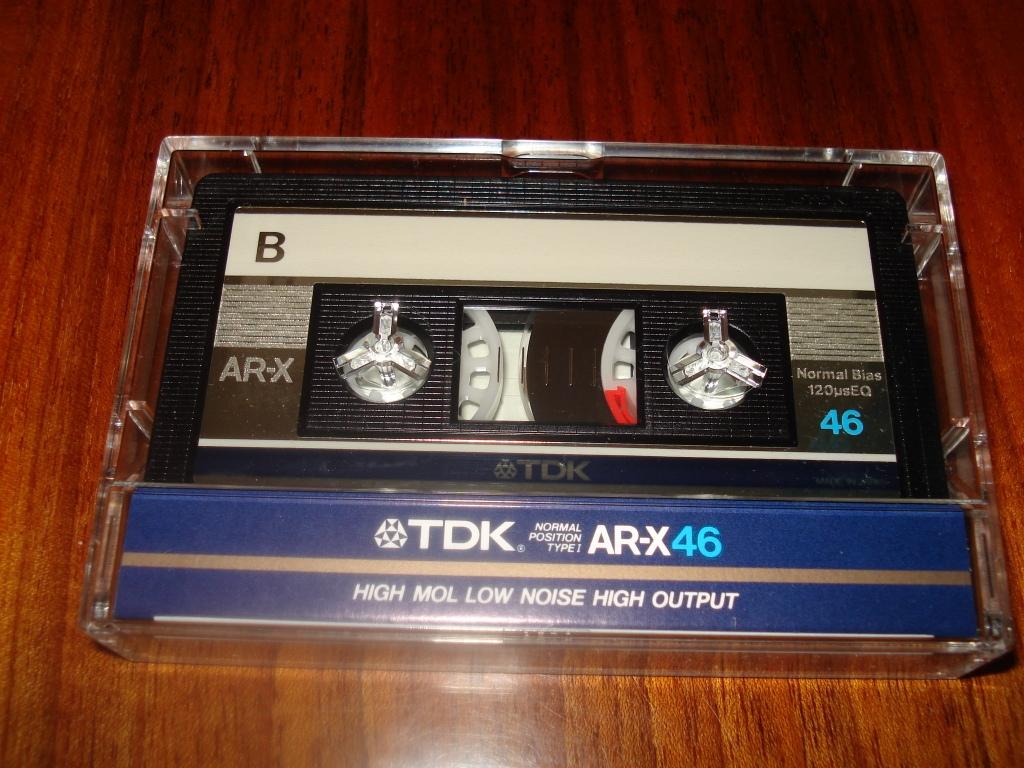 B
AR-X
Normal Bias
120µsEQ
46
TDK
TDK®
NORMAL
POSITION
TYPE I
AR-X46
HIGH MOL LOW NOISE HIGH OUTPUT